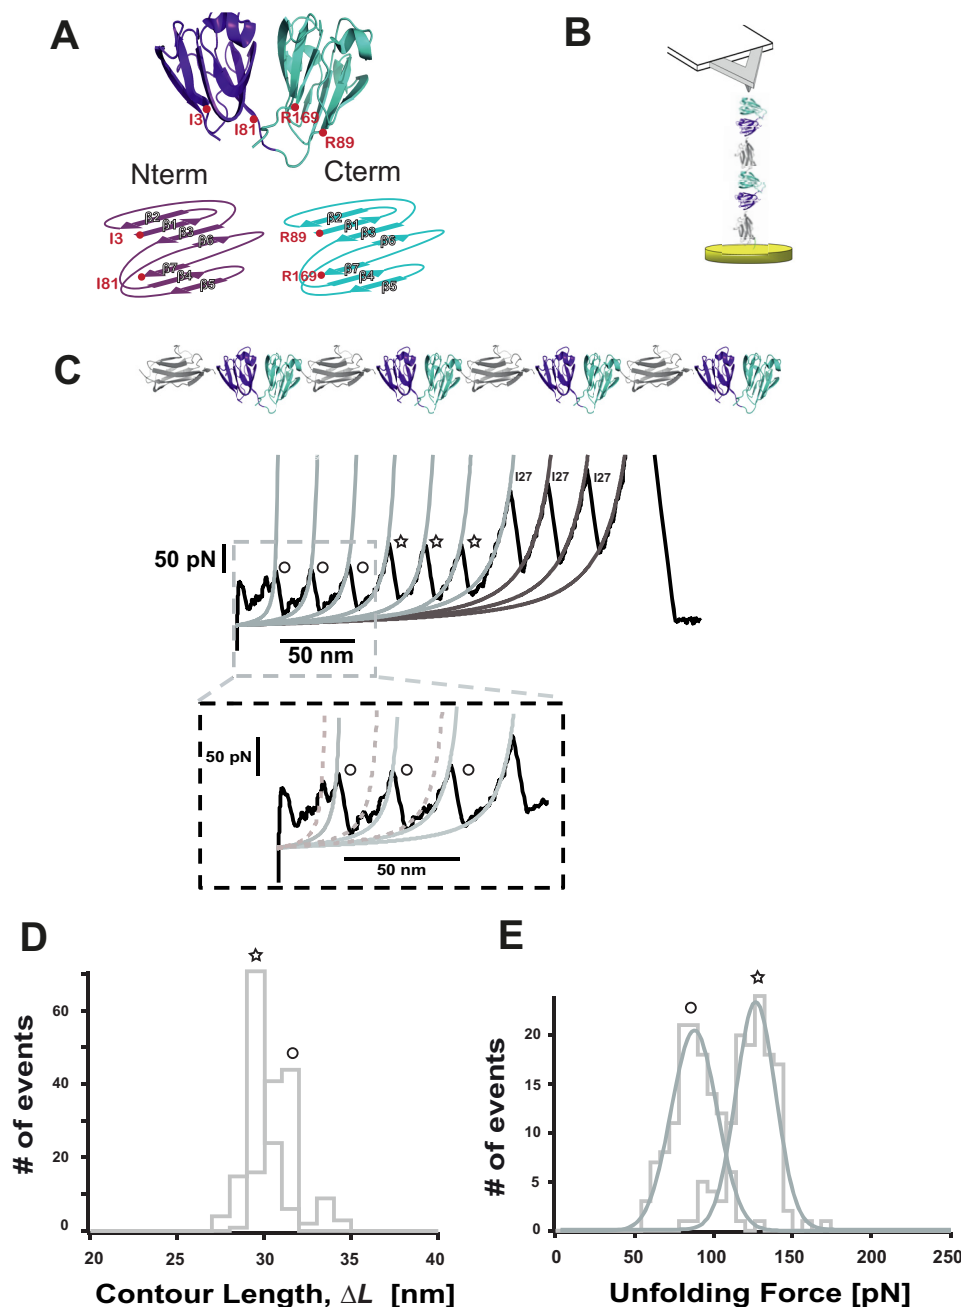 A
B
I3
I81
R169
R89
Nterm
Cterm
β2
β1
β3
β6
I3
β7
β4
β5
I81
β2
β1
β3
β6
R89
β7
β4
β5
R169
C
I27
I27
I27
50 pN
50 nm
50 pN
50 nm
D
E
# of events
60
40
20
0
20
25
30
35
40
Contour Length, ΔL [nm]
# of events
20
15
10
5
0
0
50
100
150
200
250
Unfolding Force [pN]